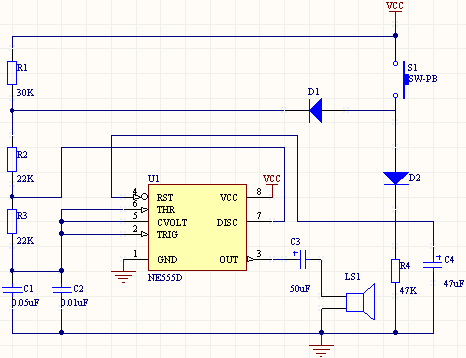 VCC
R1
30K
S1
SW-PB
D1
R2
22K
D2
U1
4
RST
VCC
8
VCC
6
THR
5
CVOLT
DISC
7
2
TRIG
R3
22K
1
GND
OUT
3
NE555D
C3
+
50uF
LS1
R4
47K
+
C4
47uF
C1
0.05uF
C2
0.01uF